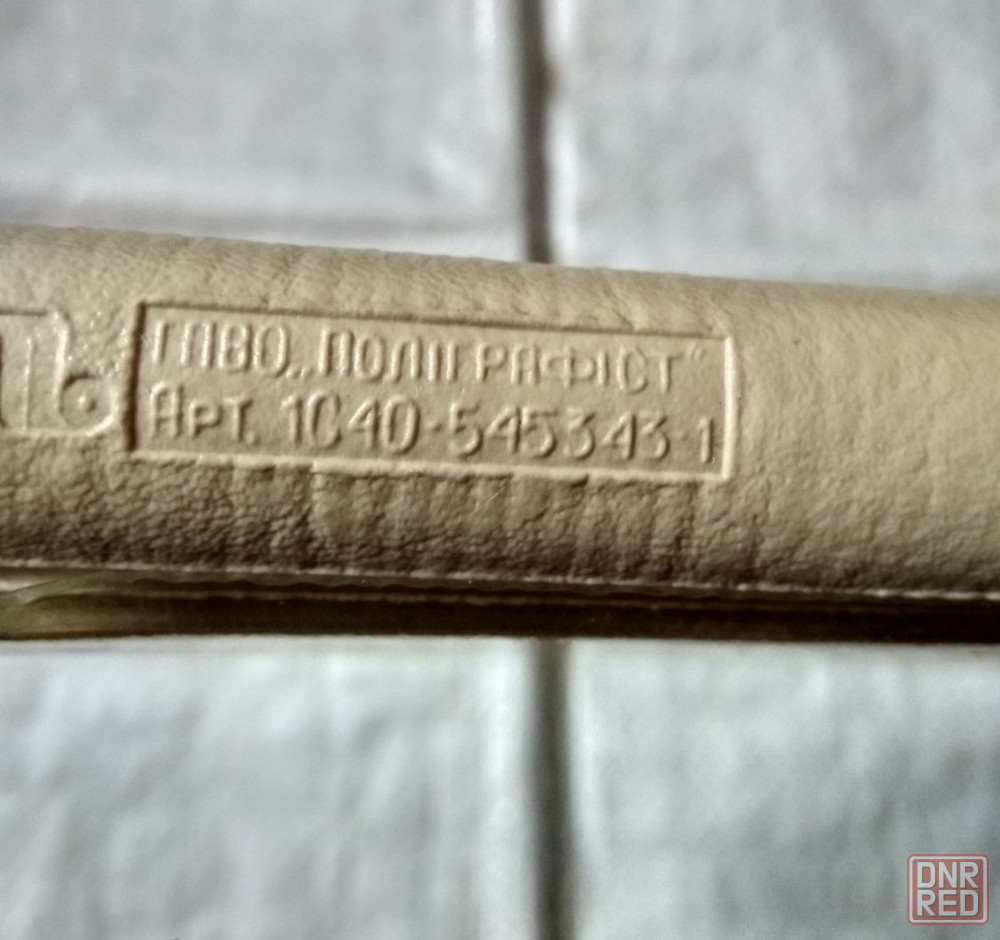 ГПВО „ПОЛІГРАФІСТ“
Арт. 1С40-545343-1
DNR
RED